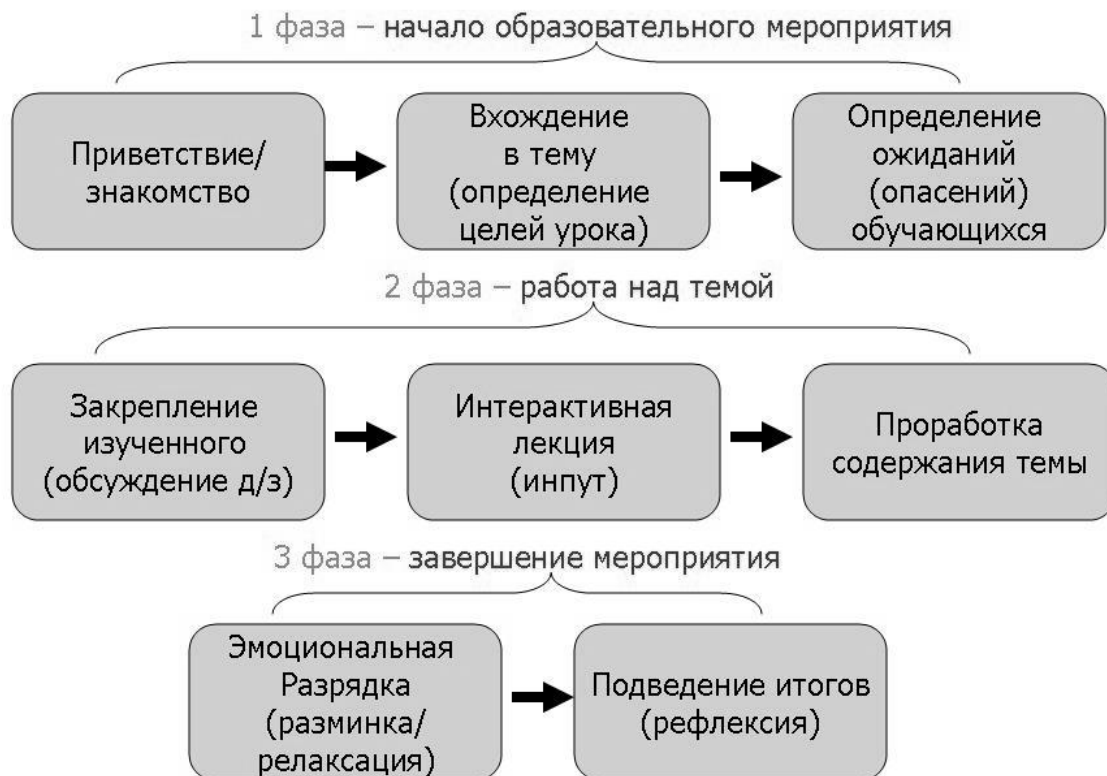 1 фаза – начало образовательного мероприятия
Приветствие/
знакомство
Вхождение
в тему
(определение
целей урока)
Определение
ожиданий
(опасений)
обучающихся
2 фаза – работа над темой
Закрепление
изученного
(обсуждение д/з)
Интерактивная
лекция
(инпут)
Проработка
содержания темы
3 фаза – завершение мероприятия
Эмоциональная
Разрядка
(разминка/
релаксация)
Подведение итогов
(рефлексия)